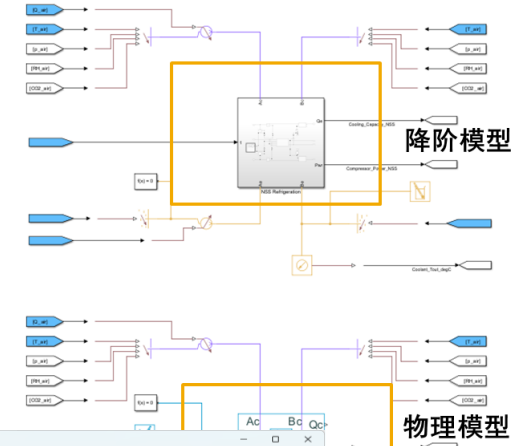 [Q_air]
[T_air] [T_air]
[p_air] [p_air]
[RH_air] [RH_air]
[CO2_air] [CO2_air]
Qe
Cooling_Capacity_NSS
降阶模型
Pwr
Compressor_Power_NSS
f(x) = 0
NSS Refrigeration
Coolant_Tout_degC
[Q_air]
[T_air] [T_air]
[p_air] [p_air]
[RH_air] [RH_air]
[CO2_air] [CO2_air]
f(x) = 0
Ac Bc Qc
物理模型